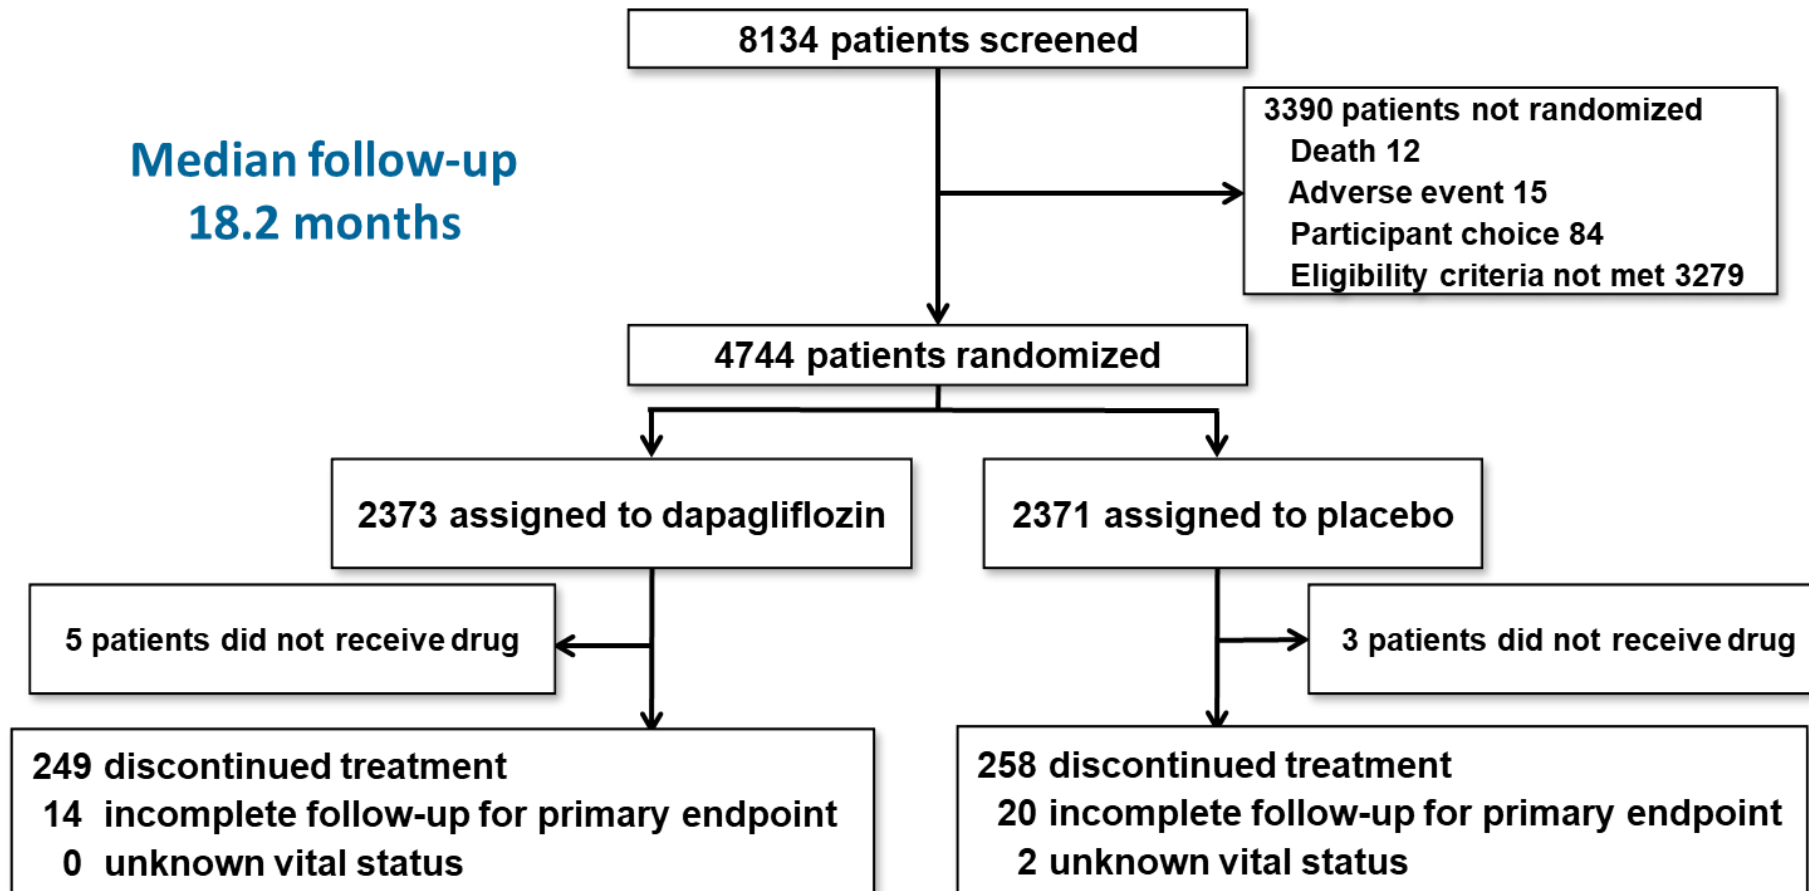 8134 patients screened
3390 patients not randomized
Death 12
Adverse event 15
Participant choice 84
Eligibility criteria not met 3279
Median follow-up
18.2 months
4744 patients randomized
2373 assigned to dapagliflozin
2371 assigned to placebo
5 patients did not receive drug
3 patients did not receive drug
249 discontinued treatment
14 incomplete follow-up for primary endpoint
0 unknown vital status
258 discontinued treatment
20 incomplete follow-up for primary endpoint
2 unknown vital status